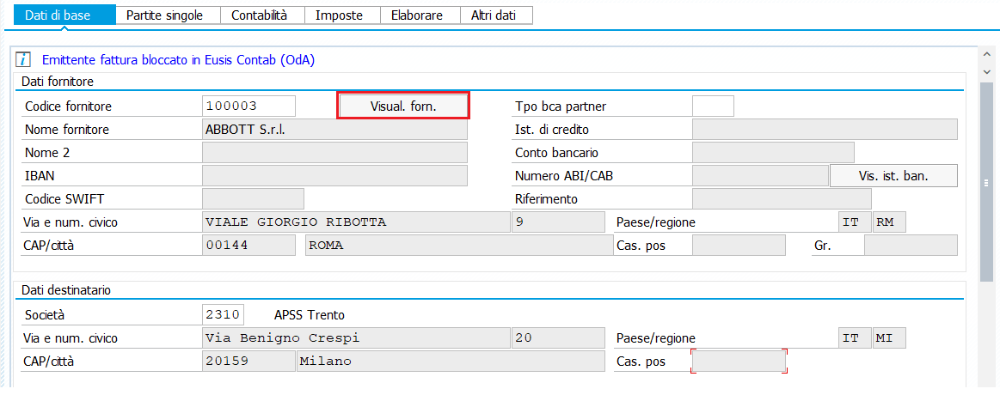 Dati di base Partite singole Contabilità Imposte Elaborare Altri dati
Emittente fattura bloccato in Eusis Contab (OdA)
Dati fornitore
Codice fornitore 100003 Visual. forn. Tpo bca partner
Nome fornitore ABBOTT S.r.l. Ist. di credito
Nome 2 Conto bancario
IBAN Numero ABI/CAB Vis. ist. ban.
Codice SWIFT Riferimento
Via e num. civico VIALE GIORGIO RIBOTTA 9 Paese/regione IT RM
CAP/città 00144 ROMA Cas. pos Gr.
Dati destinatario
Società 2310 APSS Trento
Via e num. civico Via Benigno Crespi 20 Paese/regione IT MI
CAP/città 20159 Milano Cas. pos